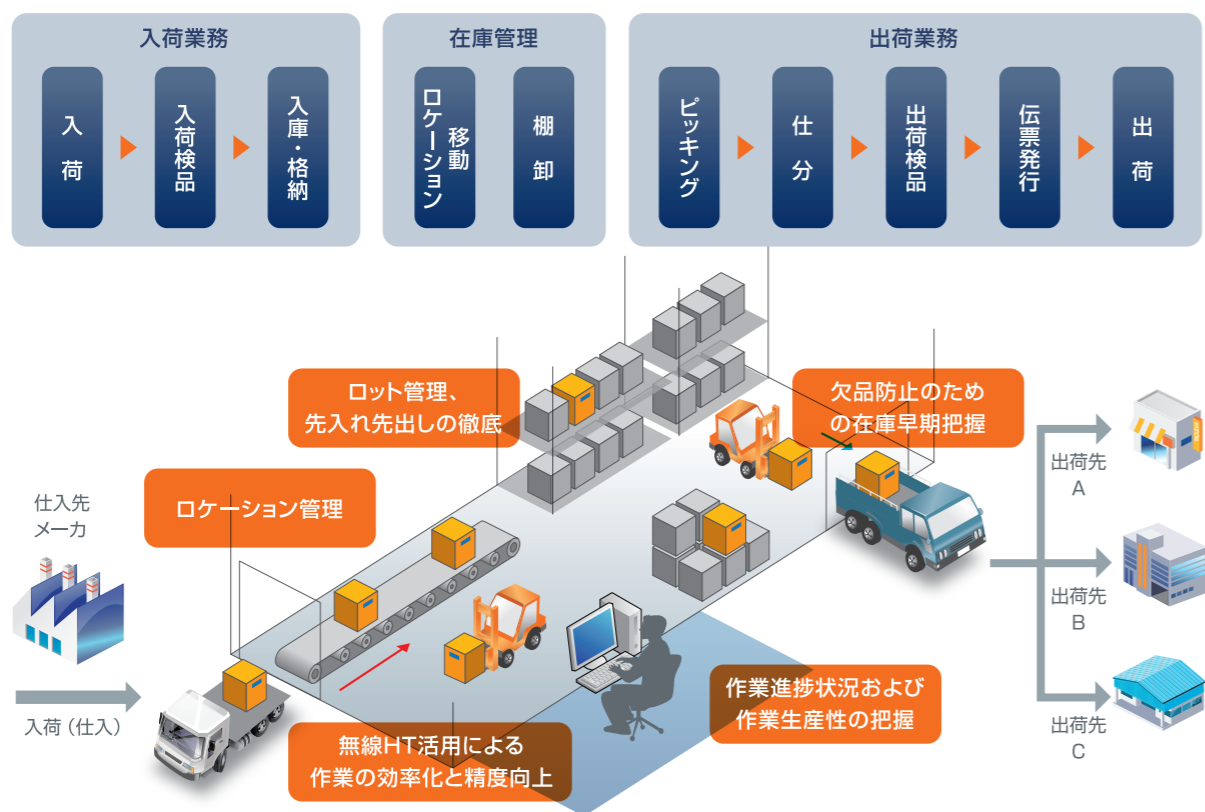 入荷業務
入荷
入荷検品
入庫・格納
在庫管理
ロケーション
移動
棚卸
出荷業務
ピッキング
仕分
出荷検品
伝票発行
出荷
ロット管理、
先入れ先出しの徹底
欠品防止のため
の在庫早期把握
ロケーション管理
仕入先
メーカ
入荷（仕入）
無線HT活用による
作業の効率化と精度向上
作業進捗状況および
作業生産性の把握
出荷先
A
出荷先
B
出荷先
C